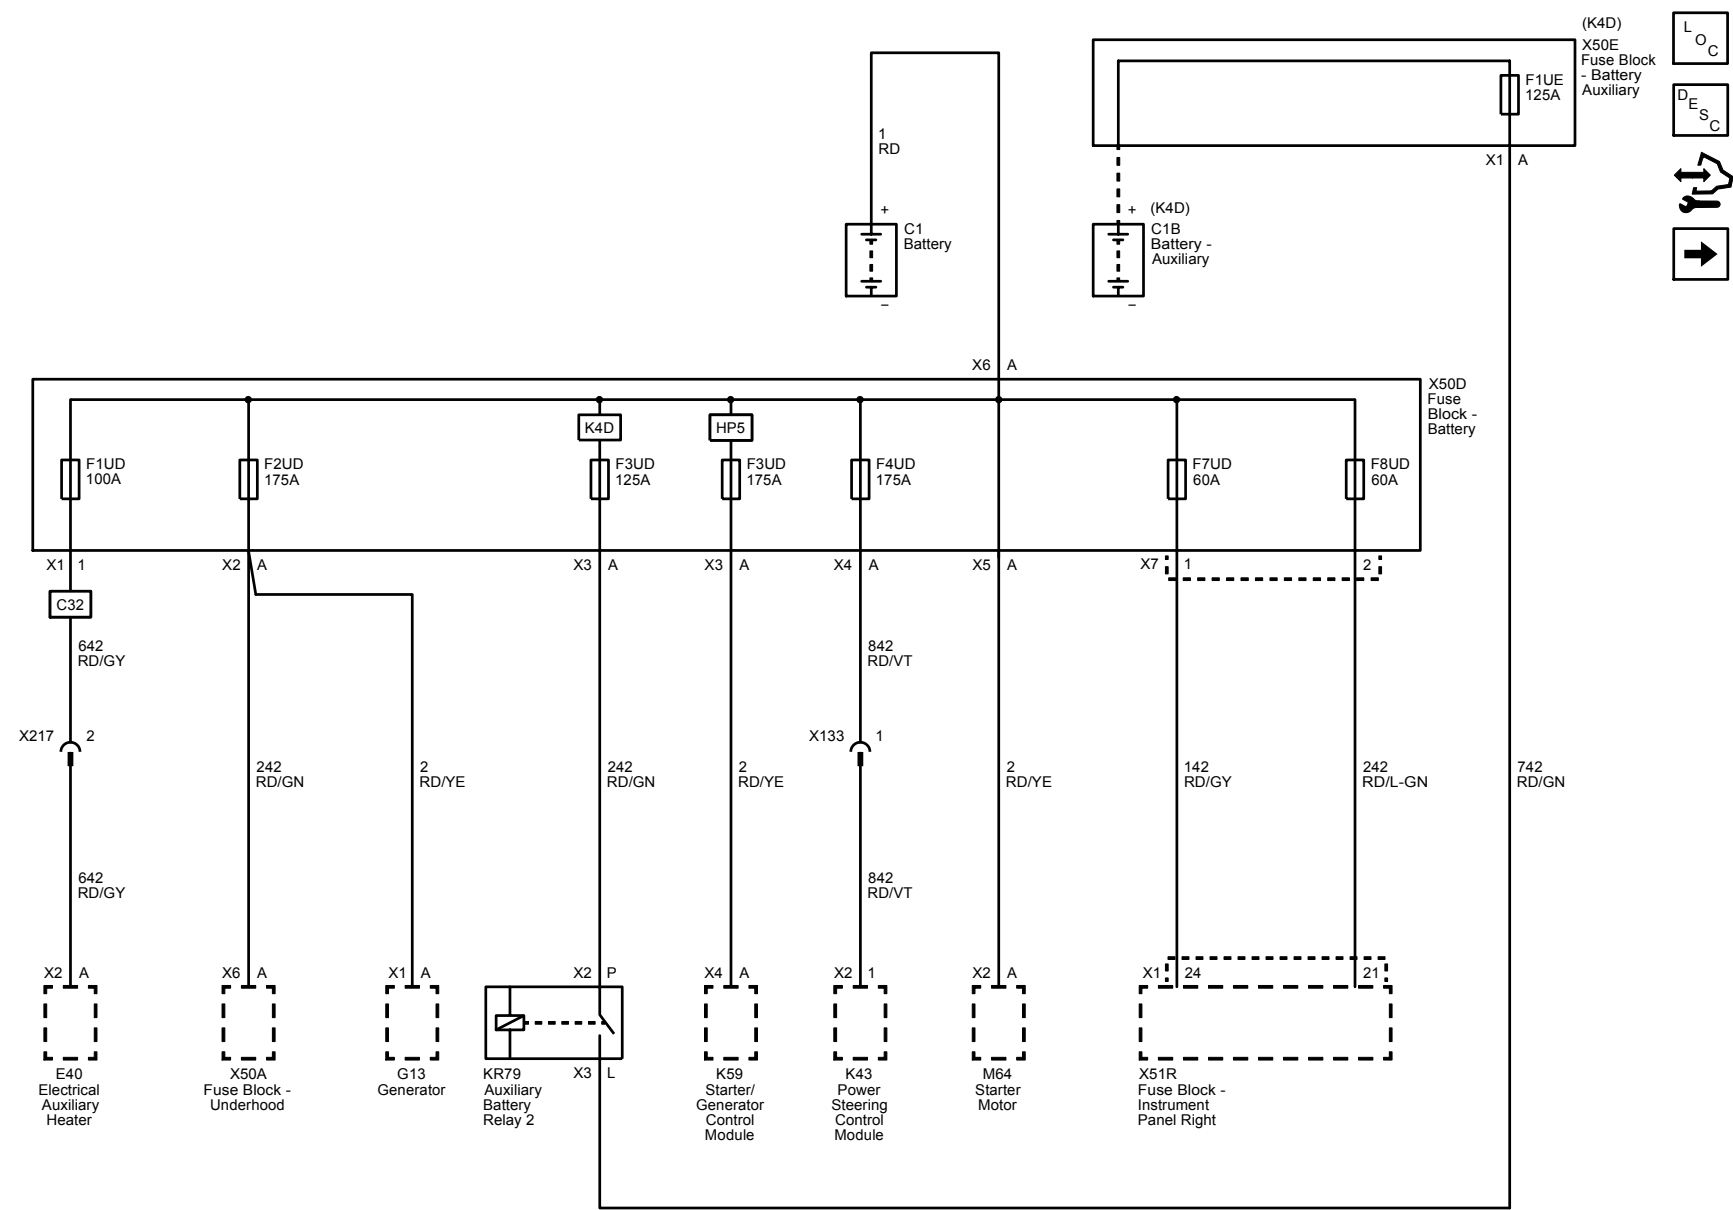 (K4D)
X50E
Fuse Block
- Battery
Auxiliary
L
O
C
D
E
S
C
F1UE
125A
X1 A
1
RD
+
C1
Battery
–
+ (K4D)
C1B
Battery -
Auxiliary
–
X6 A
X50D
Fuse
Block -
Battery
K4D
HP5
F1UD
100A
F2UD
175A
F3UD
125A
F3UD
175A
F4UD
175A
F7UD
60A
F8UD
60A
X1 1
X2 A
X3 A
X3 A
X4 A
X5 A
X7 1
2
C32
642
RD/GY
842
RD/VT
X217 2
X133 1
242
RD/GN
2
RD/YE
242
RD/GN
2
RD/YE
2
RD/YE
142
RD/GY
242
RD/L-GN
742
RD/GN
642
RD/GY
842
RD/VT
X2 A
X6 A
X1 A
X2 P
X4 A
X2 1
X2 A
X1 24
21
E40
Electrical
Auxiliary
Heater
X50A
Fuse Block -
Underhood
G13
Generator
KR79
Auxiliary
Battery
Relay 2
X3 L
K59
Starter/
Generator
Control
Module
K43
Power
Steering
Control
Module
M64
Starter
Motor
X51R
Fuse Block -
Instrument
Panel Right